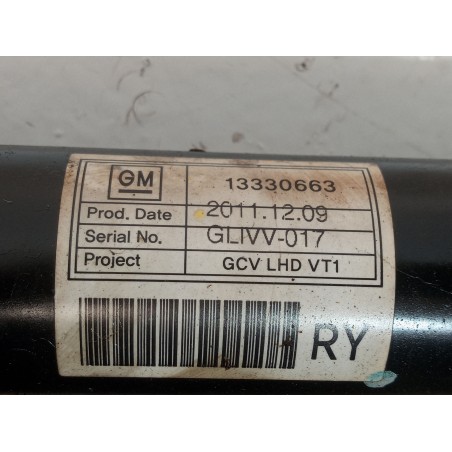 GM 13330663
Prod. Date 2011.12.09
Serial No. GLIVV-017
Project GCV LHD VT1
RY